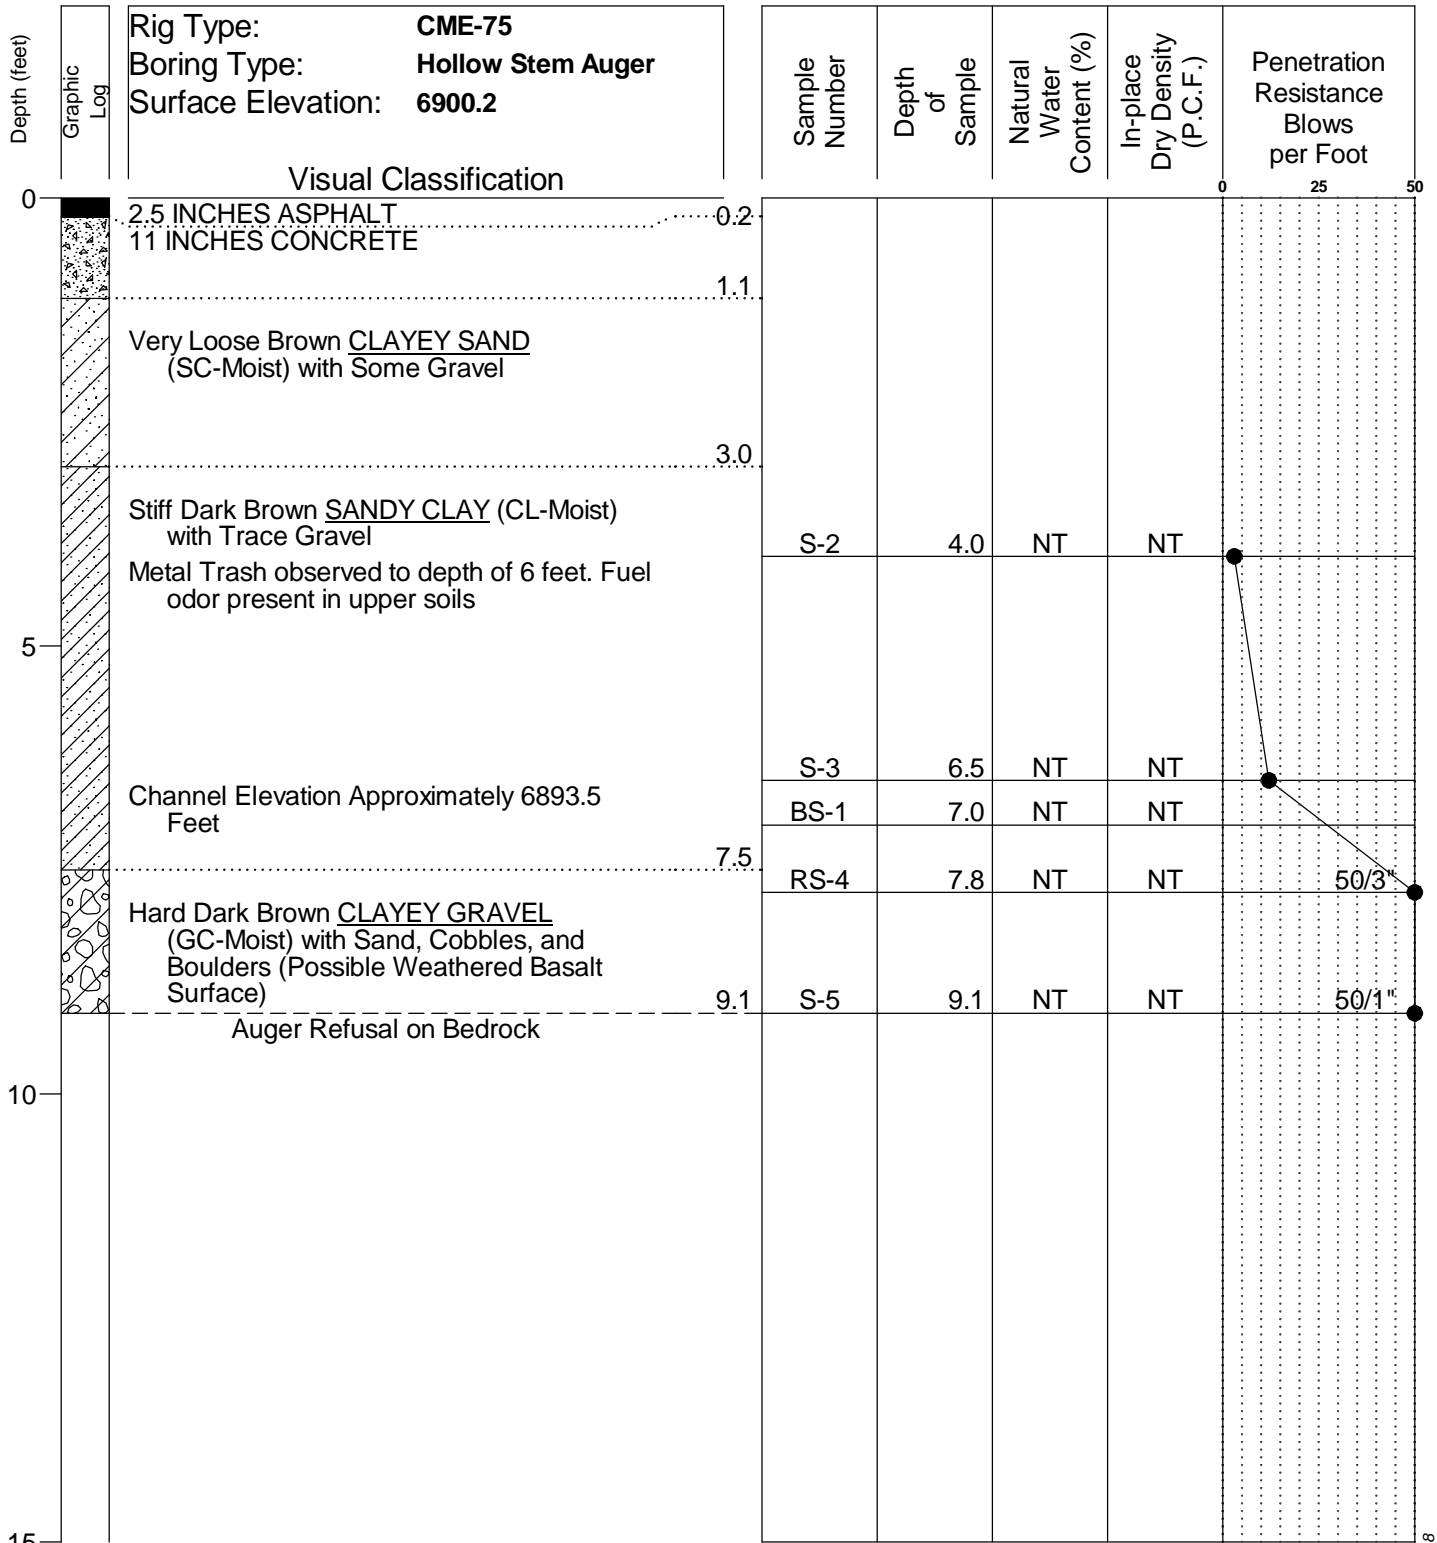 Depth (feet)
Graphic
Log
Rig Type: CME-75
Boring Type: Hollow Stem Auger
Surface Elevation: 6900.2
Visual Classification
Sample
Number
Depth
of
Sample
Natural
Water
Content (%)
In-place
Dry Density
(P.C.F.)
Penetration
Resistance
Blows
per Foot
0 25 50
0
2.5 INCHES ASPHALT 0.2
11 INCHES CONCRETE
1.1
Very Loose Brown CLAYEY SAND
(SC-Moist) with Some Gravel
3.0
Stiff Dark Brown SANDY CLAY (CL-Moist)
with Trace Gravel
S-2 4.0 NT NT
Metal Trash observed to depth of 6 feet. Fuel
odor present in upper soils
5
S-3 6.5 NT NT
Channel Elevation Approximately 6893.5
Feet
BS-1 7.0 NT NT
7.5
RS-4 7.8 NT NT 50/3"
Hard Dark Brown CLAYEY GRAVEL
(GC-Moist) with Sand, Cobbles, and
Boulders (Possible Weathered Basalt
Surface)
9.1 S-5 9.1 NT NT 50/1"
Auger Refusal on Bedrock
10
15
8